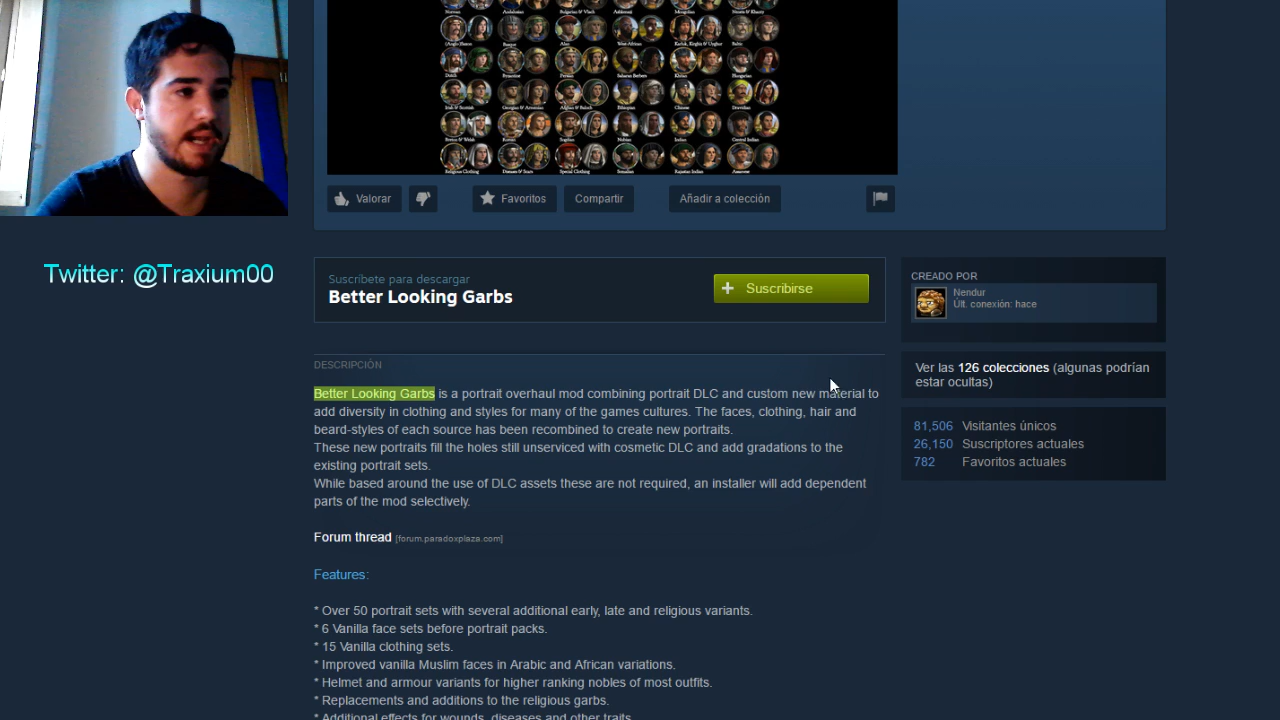 Dutch
Valorar
Favoritos
Compartir
Añadir a colección
Twitter: @Traxium00
Suscríbete para descargar
Better Looking Garbs
Suscribirse
CREADO POR
Nendur
Últ. conexión: hace
Ver las 126 colecciones (algunas podrían
estar ocultas)
81,506 Visitantes únicos
26,150 Suscriptores actuales
782 Favoritos actuales
DESCRIPCIÓN
Better Looking Garbs is a portrait overhaul mod combining portrait DLC and custom new material to
add diversity in clothing and styles for many of the games cultures. The faces, clothing, hair and
beard-styles of each source has been recombined to create new portraits.
These new portraits fill the holes still unserviced with cosmetic DLC and add gradations to the
existing portrait sets.
While based around the use of DLC assets these are not required, an installer will add dependent
parts of the mod selectively.
Forum thread [forum.paradoxplaza.com]
Features:
* Over 50 portrait sets with several additional early, late and religious variants.
* 6 Vanilla face sets before portrait packs.
* 15 Vanilla clothing sets.
* Improved vanilla Muslim faces in Arabic and African variations.
* Helmet and armour variants for higher ranking nobles of most outfits.
* Replacements and additions to the religious garbs.
* Additional effects for wounds, diseases and other traits.